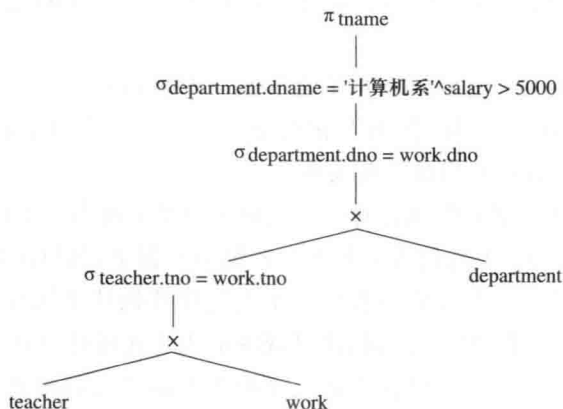 π tname
σ department.dname = '计算机系'^salary > 5000
σ department.dno = work.dno
×
σ teacher.tno = work.tno
department
×
teacher
work